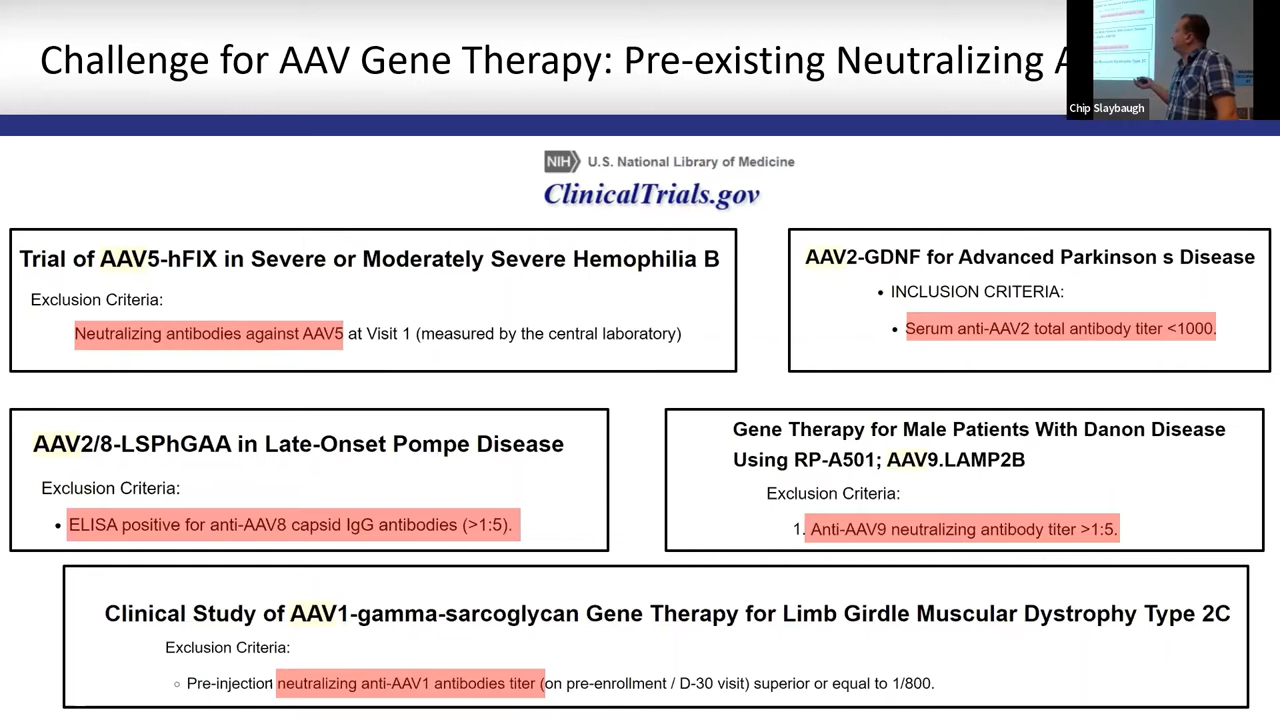 Challenge for AAV Gene Therapy: Pre-existing Neutralizing
Chip Slaybaugh
NIH U.S. National Library of Medicine
ClinicalTrials.gov
Trial of AAV5-hFIX in Severe or Moderately Severe Hemophilia B
Exclusion Criteria:
Neutralizing antibodies against AAV5 at Visit 1 (measured by the central laboratory)
AAV2-GDNF for Advanced Parkinson s Disease
• INCLUSION CRITERIA:
• Serum anti-AAV2 total antibody titer <1000.
AAV2/8-LSPhGAA in Late-Onset Pompe Disease
Exclusion Criteria:
• ELISA positive for anti-AAV8 capsid IgG antibodies (>1:5).
Gene Therapy for Male Patients With Danon Disease
Using RP-A501; AAV9.LAMP2B
Exclusion Criteria:
1. Anti-AAV9 neutralizing antibody titer >1:5.
Clinical Study of AAV1-gamma-sarcoglycan Gene Therapy for Limb Girdle Muscular Dystrophy Type 2C
Exclusion Criteria:
○ Pre-injection neutralizing anti-AAV1 antibodies titer (on pre-enrollment / D-30 visit) superior or equal to 1/800.